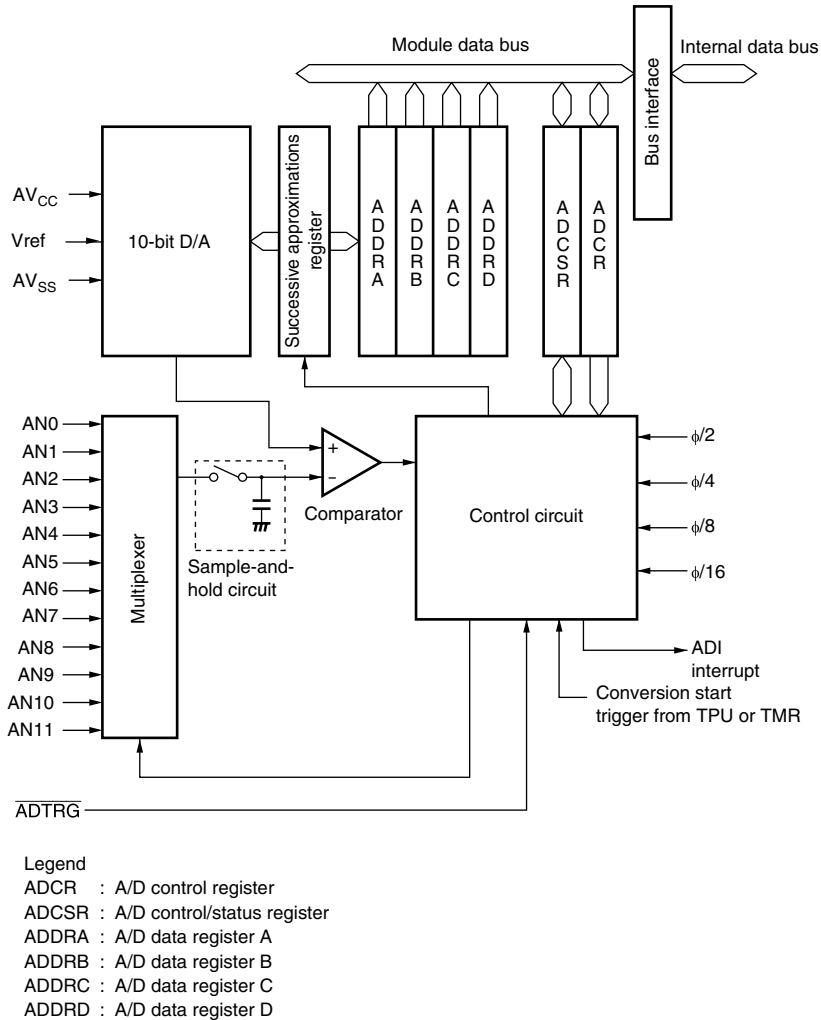 Module data bus
Internal data bus
Bus interface
AVCC
Vref
AVSS
10-bit D/A
Successive approximations
register
ADDRA
ADDRB
ADDRC
ADDRD
ADCSR
ADCR
AN0
AN1
AN2
AN3
AN4
AN5
AN6
AN7
AN8
AN9
AN10
AN11
Multiplexer
+
−
Comparator
Sample-and-
hold circuit
Control circuit
ϕ/2
ϕ/4
ϕ/8
ϕ/16
ADI
interrupt
Conversion start
trigger from TPU or TMR
ADTRG
Legend
ADCR : A/D control register
ADCSR : A/D control/status register
ADDRA : A/D data register A
ADDRB : A/D data register B
ADDRC : A/D data register C
ADDRD : A/D data register D